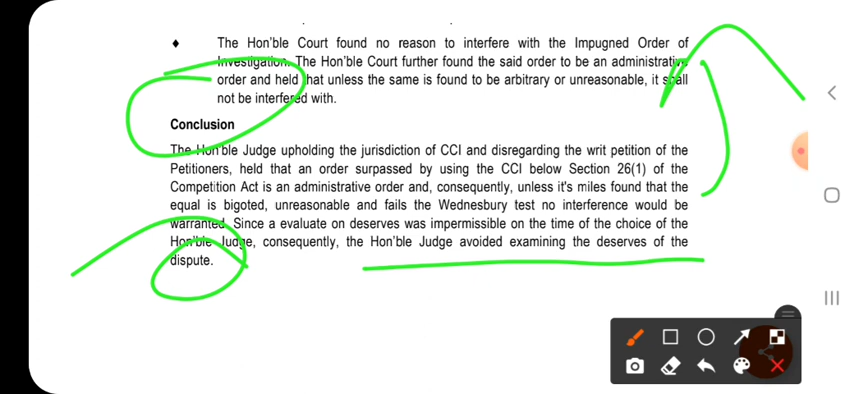 ♦ The Hon'ble Court found no reason to interfere with the Impugned Order of
Investigation. The Hon'ble Court further found the said order to be an administrative
order and held that unless the same is found to be arbitrary or unreasonable, it shall
not be interfered with.
Conclusion
The Hon'ble Judge upholding the jurisdiction of CCI and disregarding the writ petition of the
Petitioners, held that an order surpassed by using the CCI below Section 26(1) of the
Competition Act is an administrative order and, consequently, unless it's miles found that the
equal is bigoted, unreasonable and fails the Wednesbury test no interference would be
warranted. Since a evaluate on deserves was impermissible on the time of the choice of the
Hon'ble Judge, consequently, the Hon'ble Judge avoided examining the deserves of the
dispute.